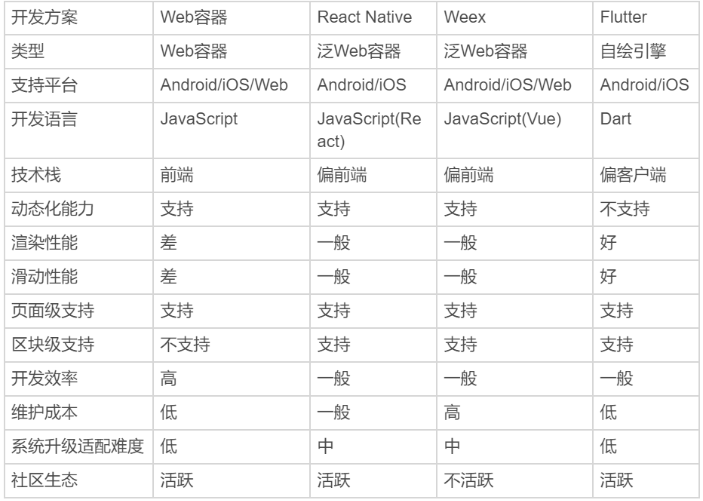 开发方案 Web容器 React Native Weex Flutter
类型 Web容器 泛Web容器 泛Web容器 自绘引擎
支持平台 Android/iOS/Web Android/iOS Android/iOS/Web Android/iOS
开发语言 JavaScript JavaScript(Re JavaScript(Vue) Dart
act)
技术栈 前端 偏前端 偏前端 偏客户端
动态化能力 支持 支持 支持 不支持
渲染性能 差 一般 一般 好
滑动性能 差 一般 一般 好
页面级支持 支持 支持 支持 支持
区块级支持 不支持 支持 支持 支持
开发效率 高 一般 一般 一般
维护成本 低 一般 高 低
系统升级适配难度 低 中 中 低
社区生态 活跃 活跃 不活跃 活跃